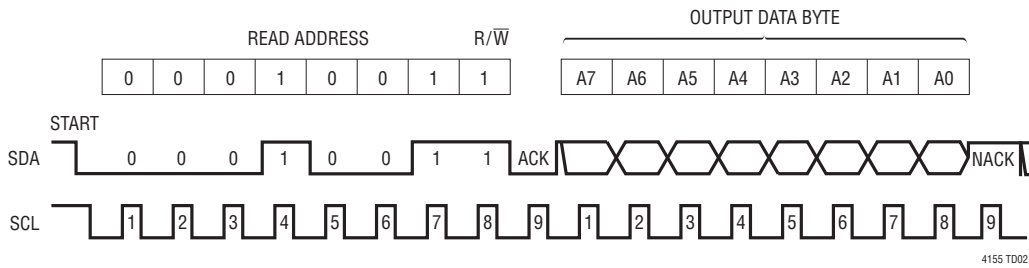 OUTPUT DATA BYTE
READ ADDRESS R/W̅
0 0 0 1 0 0 1 1 A7 A6 A5 A4 A3 A2 A1 A0
START
SDA 0 0 0 1 0 0 1 1 ACK NACK
SCL 1 2 3 4 5 6 7 8 9 1 2 3 4 5 6 7 8 9
4155 TD02